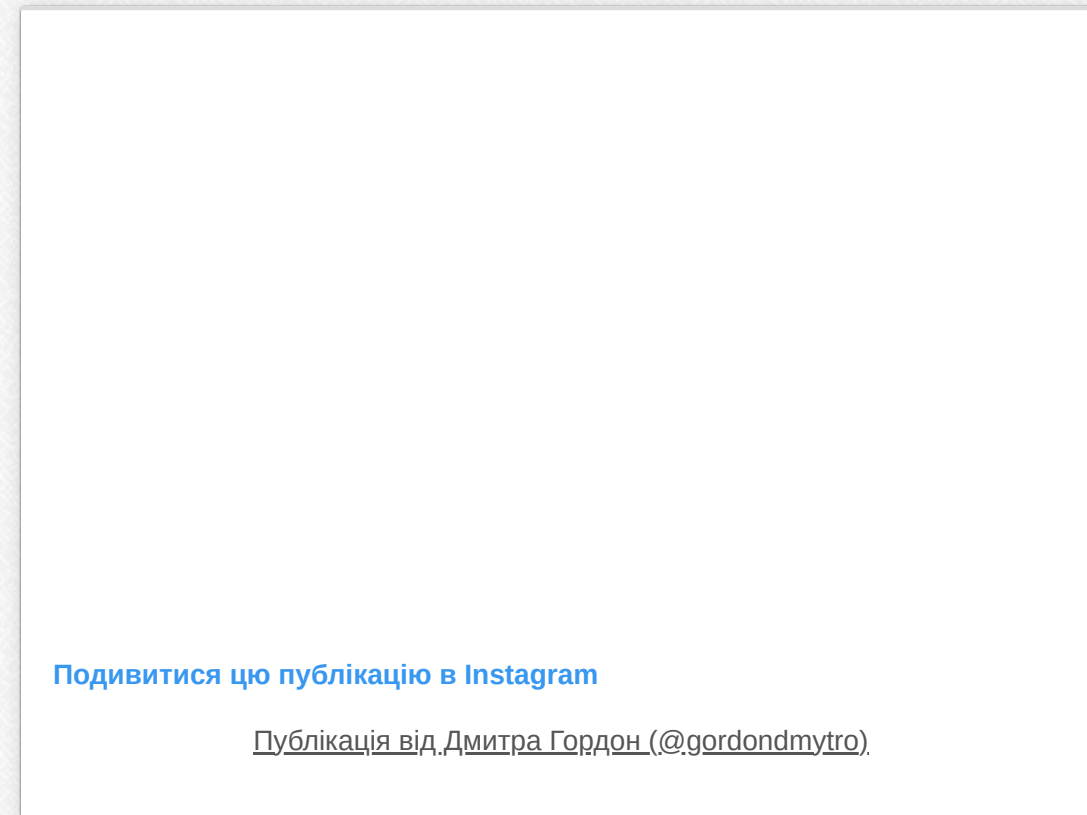 Подивитися цю публікацію в Instagram
Публікація від Дмитра Гордон (@gordondmytro)